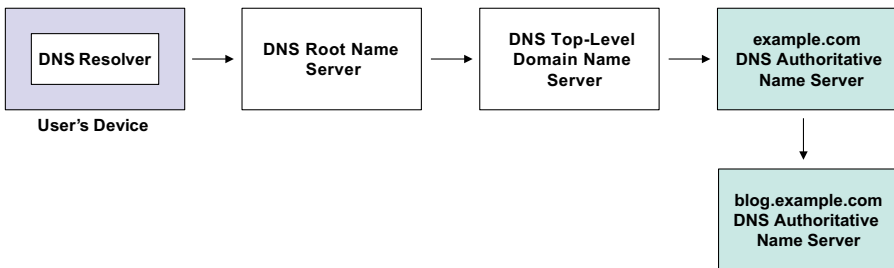 DNS Resolver
User's Device
DNS Root Name
Server
DNS Top-Level
Domain Name
Server
example.com
DNS Authoritative
Name Server
blog.example.com
DNS Authoritative
Name Server